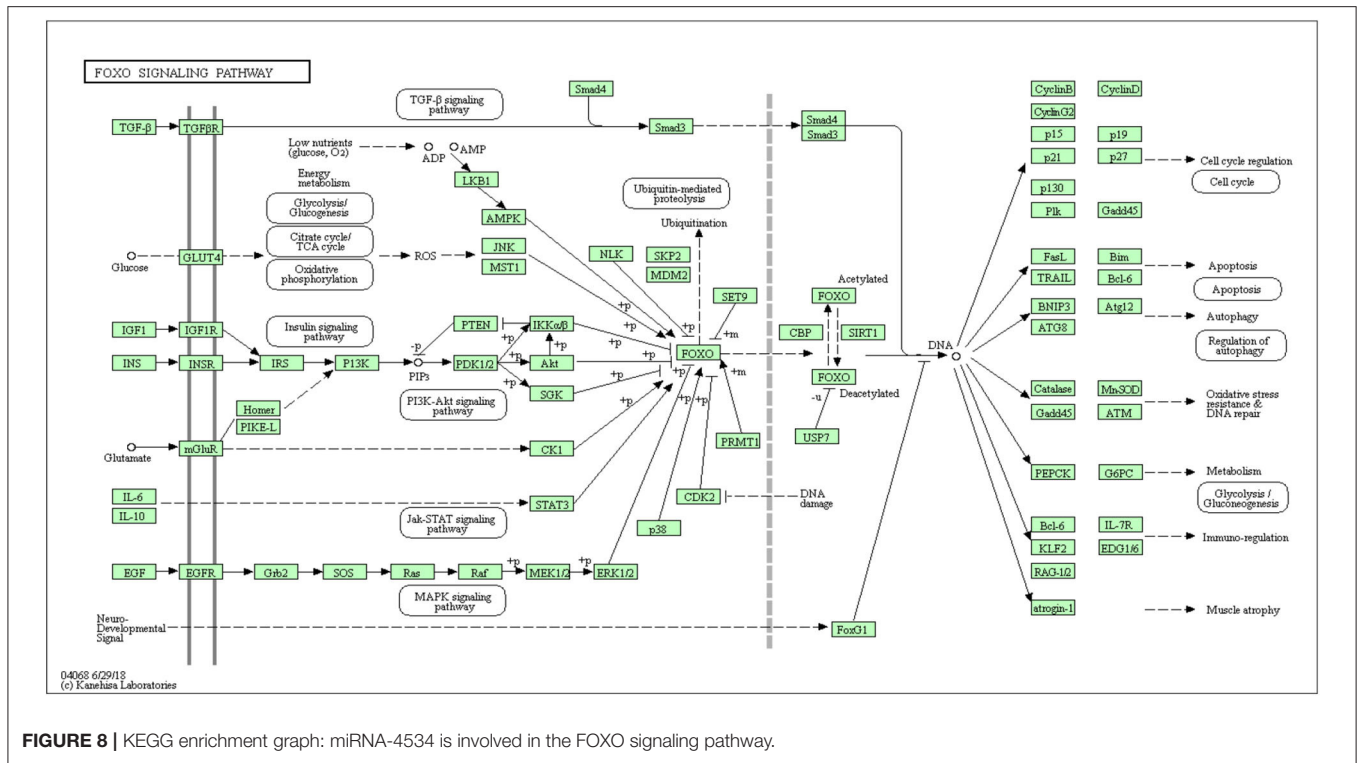 FOXO SIGNALING PATHWAY
TGF-β signaling
pathway
Smad4
TGF-β
TGFβR
Smad3
Smad4
Smad3
Low nutrients
(glucose, O2)
ADP
AMP
LKB1
AMPK
Energy
metabolism
Glycolysis/
Glucogenesis
Citrate cycle/
TCA cycle
Oxidative
phosphorylation
Glucose
GLUT4
ROS
JNK
MST1
Ubiquitin-mediated
proteolysis
Ubiquitination
NLK
SKP2
MDM2
SET9
+p
+p
+m
+p
Acetylated
FOXO
CBP
SIRT1
FOXO
Deacetylated
-u
USP7
DNA
IGF1
IGF1R
Insulin signaling
pathway
PTEN
IKKα/β
-p
+p
+p
+p
INS
INSR
IRS
P13K
PIP3
PDK1/2
+p
Akt
+p
FOXO
+p
SGK
+p
+p
+m
PI3K-Akt signaling
pathway
Homer
PIKE-L
Glutamate
mGluR
CK1
+p
+p
+p
+p
PRMT1
IL-6
IL-10
STAT3
Jak-STAT signaling
pathway
CDK2
DNA
damage
p38
EGF
EGFR
Grb2
SOS
Ras
Raf
+p
MEK1/2
+p
ERK1/2
MAPK signaling
pathway
Neuro-
Developmental
Signal
FoxG1
CyclinB
CyclinD
CyclinG2
p15
p19
p21
p27
Cell cycle regulation
Cell cycle
p130
Plk
Gadd45
FasL
Bim
Apoptosis
TRAIL
Bcl-6
Apoptosis
BNIP3
Atg12
Autophagy
ATG8
Regulation of
autophagy
Catalase
Mn-SOD
Oxidative stress
resistance &
DNA repair
Gadd45
ATM
PEPCK
G6PC
Metabolism
Glycolysis /
Gluconeogenesis
Bcl-6
IL-7R
Immuno-regulation
KLF2
EDG1/6
RAG-1/2
atrogin-1
Muscle atrophy
04068 6/29/18
(c) Kanehisa Laboratories
FIGURE 8 | KEGG enrichment graph: miRNA-4534 is involved in the FOXO signaling pathway.